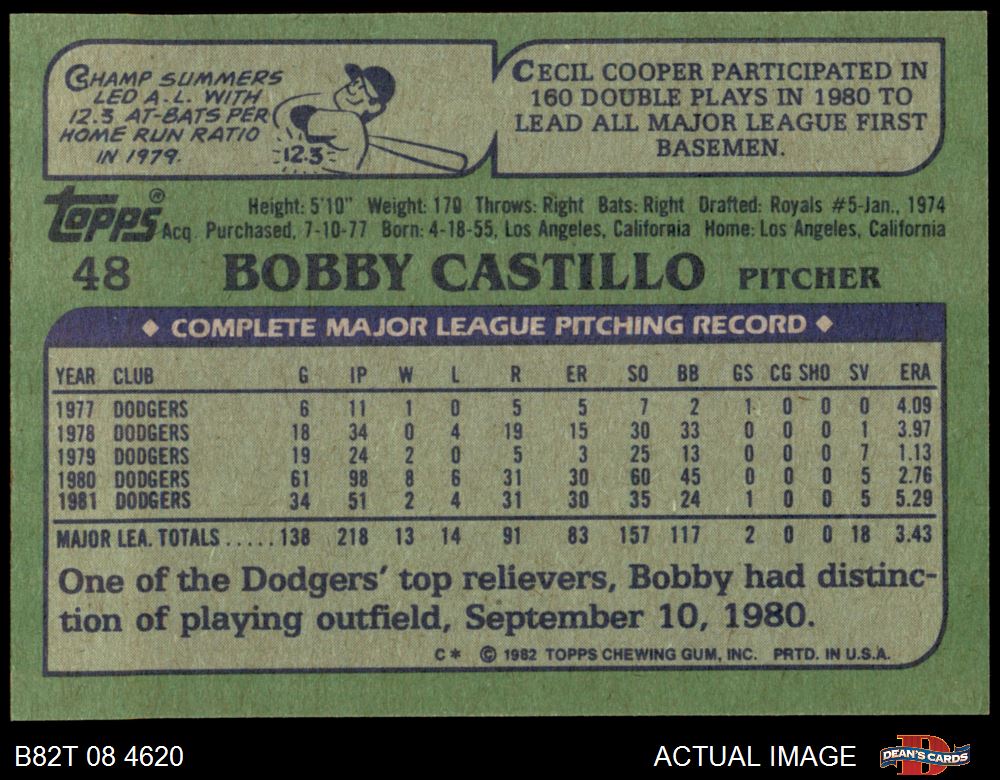 CHAMP SUMMERS
LED A.L. WITH
12.3 AT-BATS PER
HOME RUN RATIO
IN 1979.
12.3
CECIL COOPER PARTICIPATED IN
160 DOUBLE PLAYS IN 1980 TO
LEAD ALL MAJOR LEAGUE FIRST
BASEMEN.
TOPPS®
Height: 5'10" Weight: 170 Throws: Right Bats: Right Drafted: Royals #5-Jan., 1974
Acq. Purchased, 7-10-77 Born: 4-18-55, Los Angeles, California Home: Los Angeles, California
48 BOBBY CASTILLO PITCHER
◆ COMPLETE MAJOR LEAGUE PITCHING RECORD ◆
YEAR CLUB G IP W L R ER SO BB GS CG SHO SV ERA
1977 DODGERS 6 11 1 0 5 5 7 2 1 0 0 0 4.09
1978 DODGERS 18 34 0 4 19 15 30 33 0 0 0 1 3.97
1979 DODGERS 19 24 2 0 5 3 25 13 0 0 0 7 1.13
1980 DODGERS 61 98 8 6 31 30 60 45 0 0 0 5 2.76
1981 DODGERS 34 51 2 4 31 30 35 24 1 0 0 5 5.29
MAJOR LEA. TOTALS.....138 218 13 14 91 83 157 117 2 0 0 18 3.43
One of the Dodgers' top relievers, Bobby had distinc-
tion of playing outfield, September 10, 1980.
C* © 1982 TOPPS CHEWING GUM, INC. PRTD. IN U.S.A.
B82T 08 4620 ACTUAL IMAGE DEAN'S CARDS